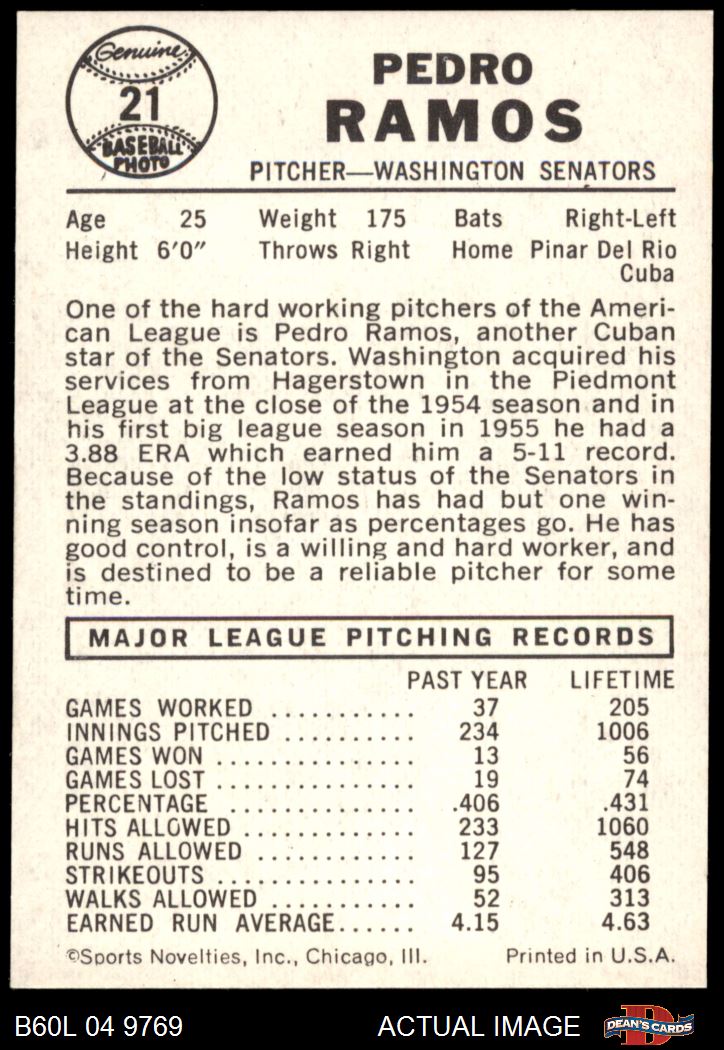 Genuine
21
BASEBALL
PHOTO
PEDRO
RAMOS
PITCHER—WASHINGTON SENATORS
Age 25 Weight 175 Bats Right-Left
Height 6'0" Throws Right Home Pinar Del Rio
Cuba
One of the hard working pitchers of the Ameri-
can League is Pedro Ramos, another Cuban
star of the Senators. Washington acquired his
services from Hagerstown in the Piedmont
League at the close of the 1954 season and in
his first big league season in 1955 he had a
3.88 ERA which earned him a 5-11 record.
Because of the low status of the Senators in
the standings, Ramos has had but one win-
ning season insofar as percentages go. He has
good control, is a willing and hard worker, and
is destined to be a reliable pitcher for some
time.
MAJOR LEAGUE PITCHING RECORDS
PAST YEAR LIFETIME
GAMES WORKED ........... 37 205
INNINGS PITCHED .......... 234 1006
GAMES WON ............... 13 56
GAMES LOST ............... 19 74
PERCENTAGE .............. .406 .431
HITS ALLOWED ............. 233 1060
RUNS ALLOWED ............ 127 548
STRIKEOUTS ............... 95 406
WALKS ALLOWED ........... 52 313
EARNED RUN AVERAGE...... 4.15 4.63
©Sports Novelties, Inc., Chicago, Ill. Printed in U.S.A.
B60L 04 9769 ACTUAL IMAGE D DEAN'S CARDS